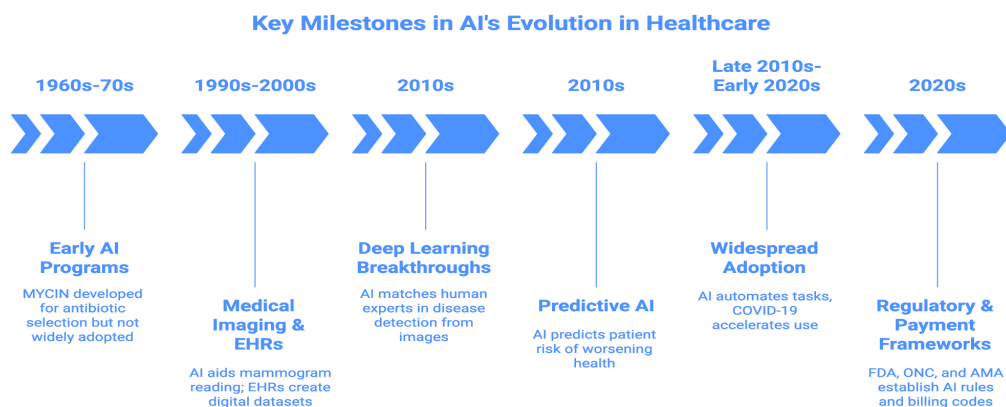 Key Milestones in AI's Evolution in Healthcare
1960s-70s
Early AI
Programs
MYCIN developed
for antibiotic
selection but not
widely adopted
1990s-2000s
Medical
Imaging &
EHRs
AI aids mammogram
reading; EHRs create
digital datasets
2010s
Deep Learning
Breakthroughs
AI matches human
experts in disease
detection from
images
2010s
Predictive AI
AI predicts patient
risk of worsening
health
Late 2010s-
Early 2020s
Widespread
Adoption
AI automates tasks,
COVID-19
accelerates use
2020s
Regulatory &
Payment
Frameworks
FDA, ONC, and AMA
establish AI rules
and billing codes